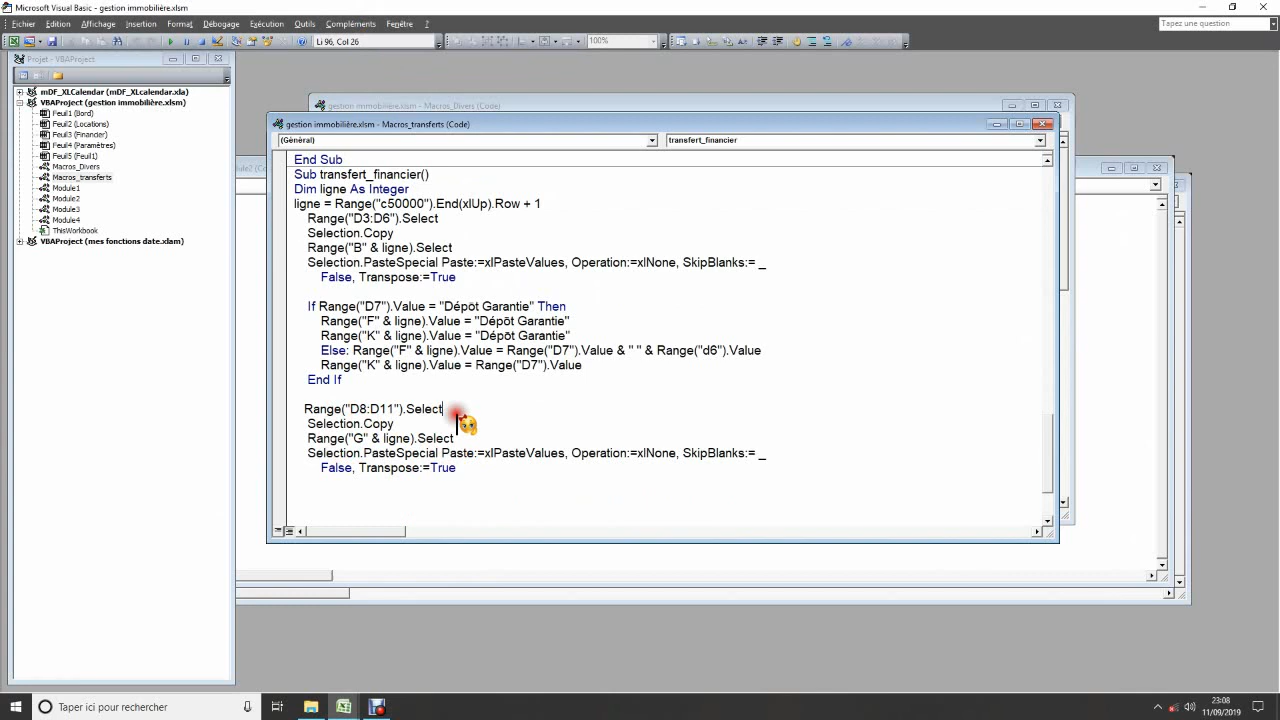 Microsoft Visual Basic - gestion immobilière.xlsm
Fichier Edition Affichage Insertion Format Débogage Exécution Outils Compléments Fenêtre ?
Tapez une question
Li 96, Col 26
100%
Projet - VBAProject
mDF_XLCalendar (mDF_XLcalendar.xla)
VBAProject (gestion immobilière.xlsm)
Feuil1 (Bord)
Feuil2 (Locations)
Feuil3 (Financier)
Feuil4 (Paramètres)
Feuil5 (Feuil1)
Macros_Divers
Macros_transferts
Module1
Module2
Module3
Module4
ThisWorkbook
VBAProject (mes fonctions date.xlam)
gestion immobilière.xlsm - Macros_Divers (Code)
gestion immobilière.xlsm - Macros_transferts (Code)
(Général)
transfert_financier
End Sub
Sub transfert_financier()
Dim ligne As Integer
ligne = Range("c50000").End(xlUp).Row + 1
Range("D3:D6").Select
Selection.Copy
Range("B" & ligne).Select
Selection.PasteSpecial Paste:=xlPasteValues, Operation:=xlNone, SkipBlanks:= _
False, Transpose:=True
If Range("D7").Value = "Dépôt Garantie" Then
Range("F" & ligne).Value = "Dépôt Garantie"
Range("K" & ligne).Value = "Dépôt Garantie"
Else: Range("F" & ligne).Value = Range("D7").Value & " " & Range("d6").Value
Range("K" & ligne).Value = Range("D7").Value
End If
Range("D8:D11").Select
Selection.Copy
Range("G" & ligne).Select
Selection.PasteSpecial Paste:=xlPasteValues, Operation:=xlNone, SkipBlanks:= _
False, Transpose:=True
Taper ici pour rechercher
23:08
11/09/2019